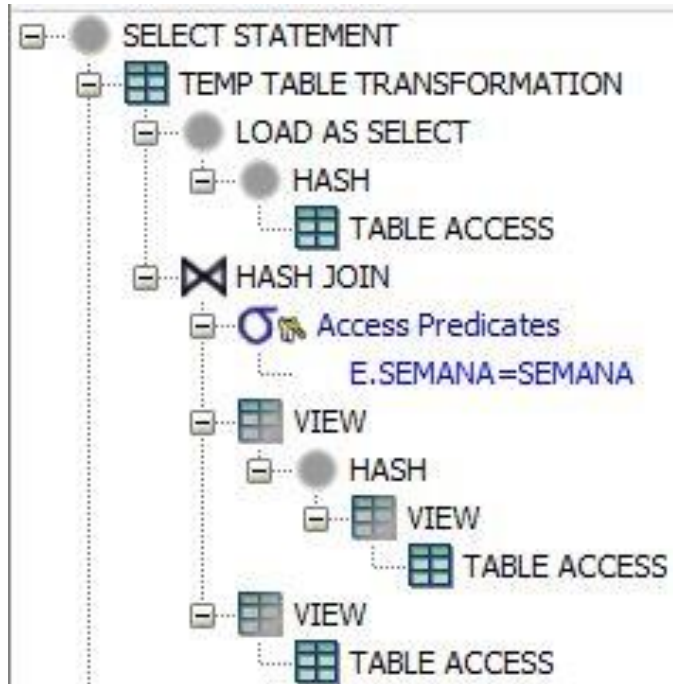 SELECT STATEMENT
TEMP TABLE TRANSFORMATION
LOAD AS SELECT
HASH
TABLE ACCESS
HASH JOIN
Access Predicates
E.SEMANA=SEMANA
VIEW
HASH
VIEW
TABLE ACCESS
VIEW
TABLE ACCESS